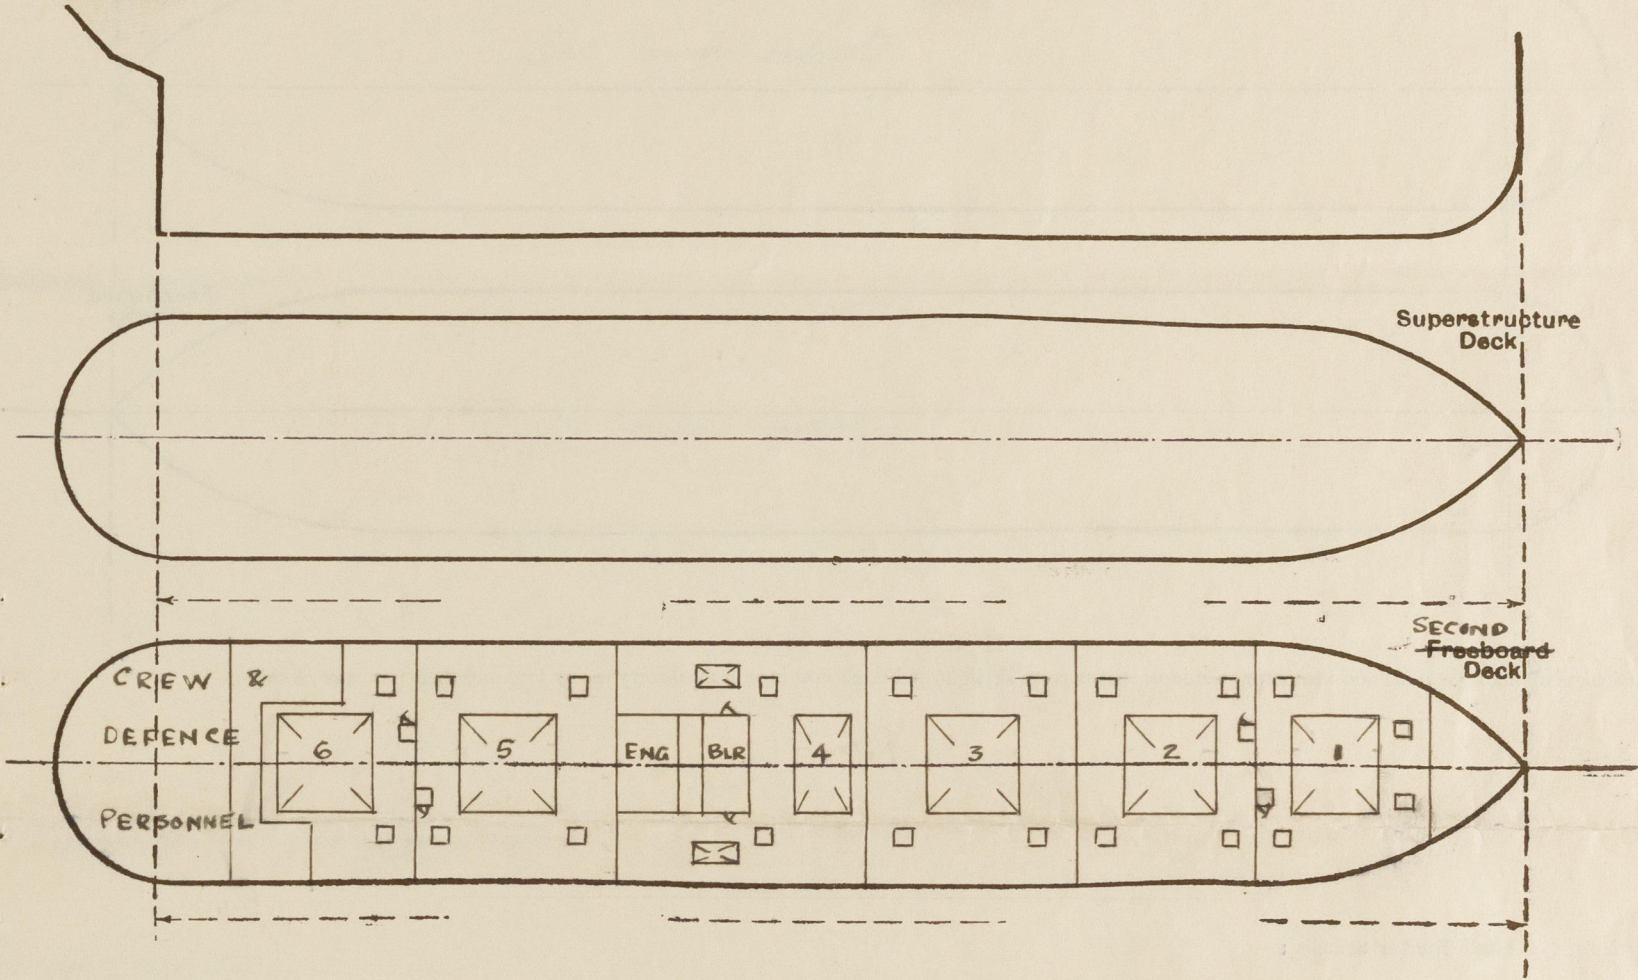 Superstructure
Deck
SECOND
Freeboard
Deck
CREW &
DEFENCE
PERSONNEL
6 5 ENG BLR 4 3 2 1